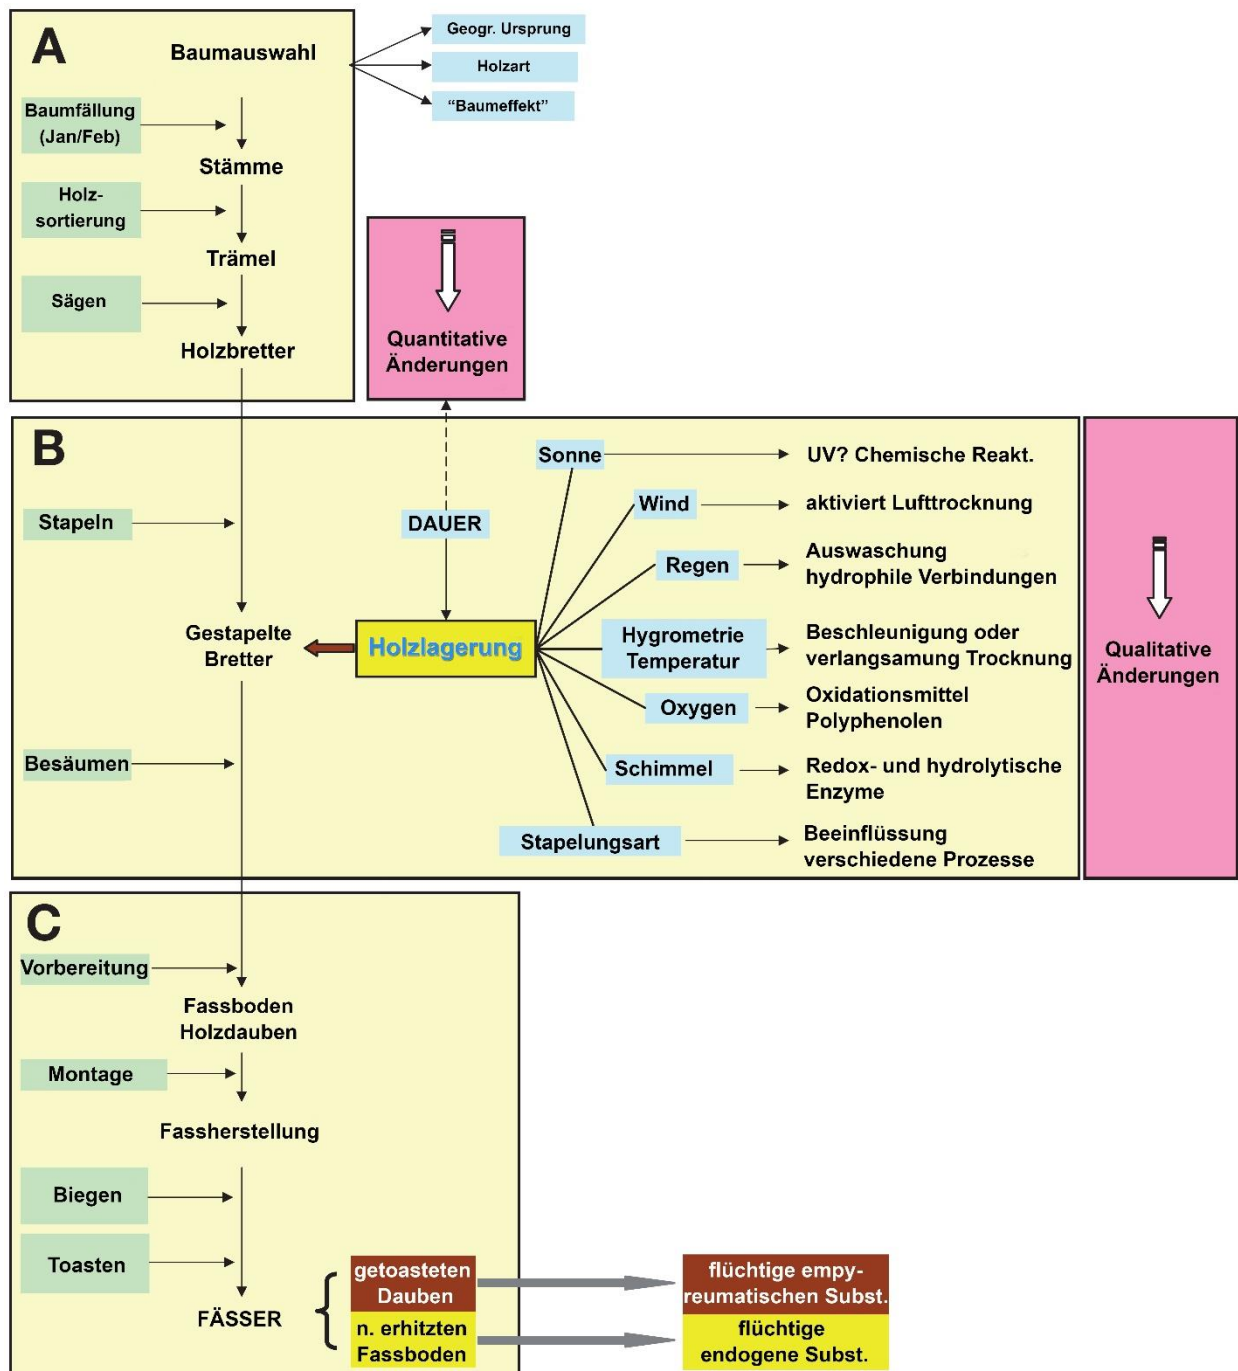 A
Baumauswahl
Geogr. Ursprung
Holzart
“Baumeffekt”
Baumfällung
(Jan/Feb)
Stämme
Holz-
sortierung
Trämel
Sägen
Holzbretter
Quantitative
Änderungen
B
Stapeln
DAUER
Sonne
UV? Chemische Reakt.
Wind
aktiviert Lufttrocknung
Regen
Auswaschung
hydrophile Verbindungen
Gestapelte
Bretter
Holzlagerung
Hygrometrie
Temperatur
Beschleunigung oder
verlangsamung Trocknung
Oxygen
Oxidationsmittel
Polyphenolen
Besäumen
Schimmel
Redox- und hydrolytische
Enzyme
Stapelungsart
Beeinflüssung
verschiedene Prozesse
Qualitative
Änderungen
C
Vorbereitung
Fassboden
Holzdauben
Montage
Fassherstellung
Biegen
Toasten
FÄSSER
getoasteten
Dauben
flüchtige empy-
reumatischen Subst.
n. erhitzten
Fassboden
flüchtige
endogene Subst.